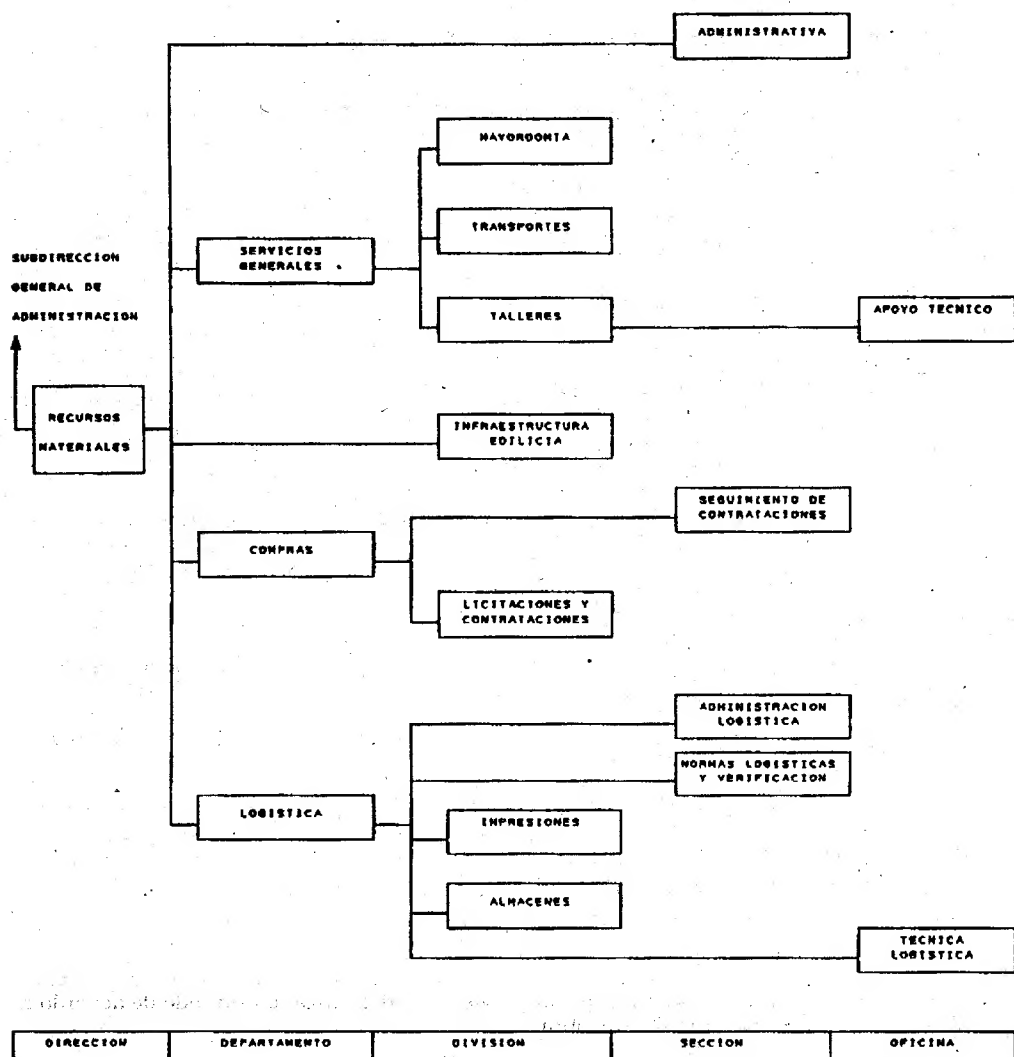 ADMINISTRATIVA
MAYORDOMIA
TRANSPORTES
SERVICIOS
GENERALES
SUBDIRECCION
GENERAL DE
ADMINISTRACION
TALLERES
APOYO TECNICO
RECURSOS
MATERIALES
INFRAESTRUCTURA
EDILICIA
SEGUIMIENTO DE
CONTRATACIONES
COMPRAS
LICITACIONES Y
CONTRATACIONES
ADMINISTRACION
LOGISTICA
NORMAS LOGISTICAS
Y VERIFICACION
LOGISTICA
IMPRESIONES
ALMACENES
TECNICA
LOGISTICA
DIRECCION
DEPARTAMENTO
DIVISION
SECCION
OFICINA